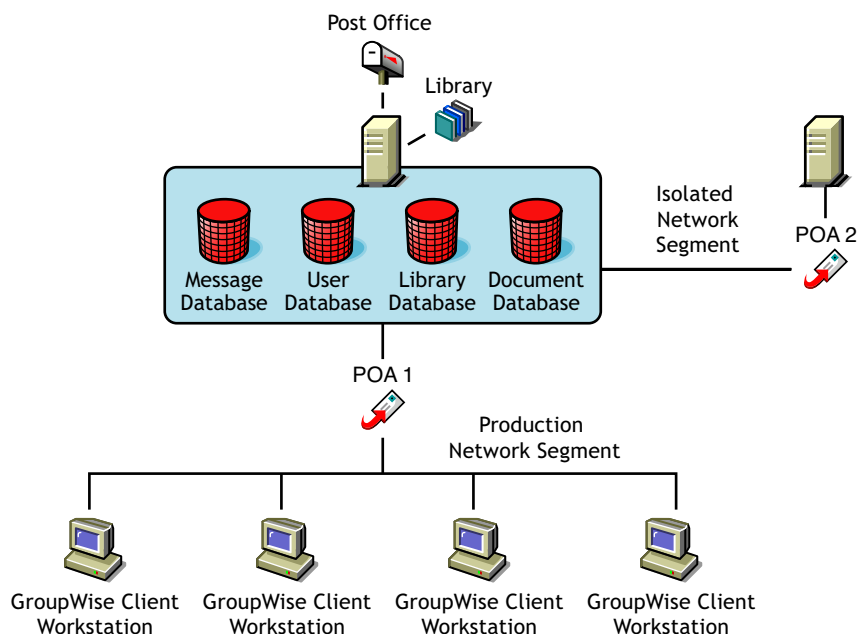 Post Office
Library
Isolated
Network
Segment
POA 2
Message
Database
User
Database
Library
Database
Document
Database
POA 1
Production
Network Segment
GroupWise Client
Workstation
GroupWise Client
Workstation
GroupWise Client
Workstation
GroupWise Client
Workstation